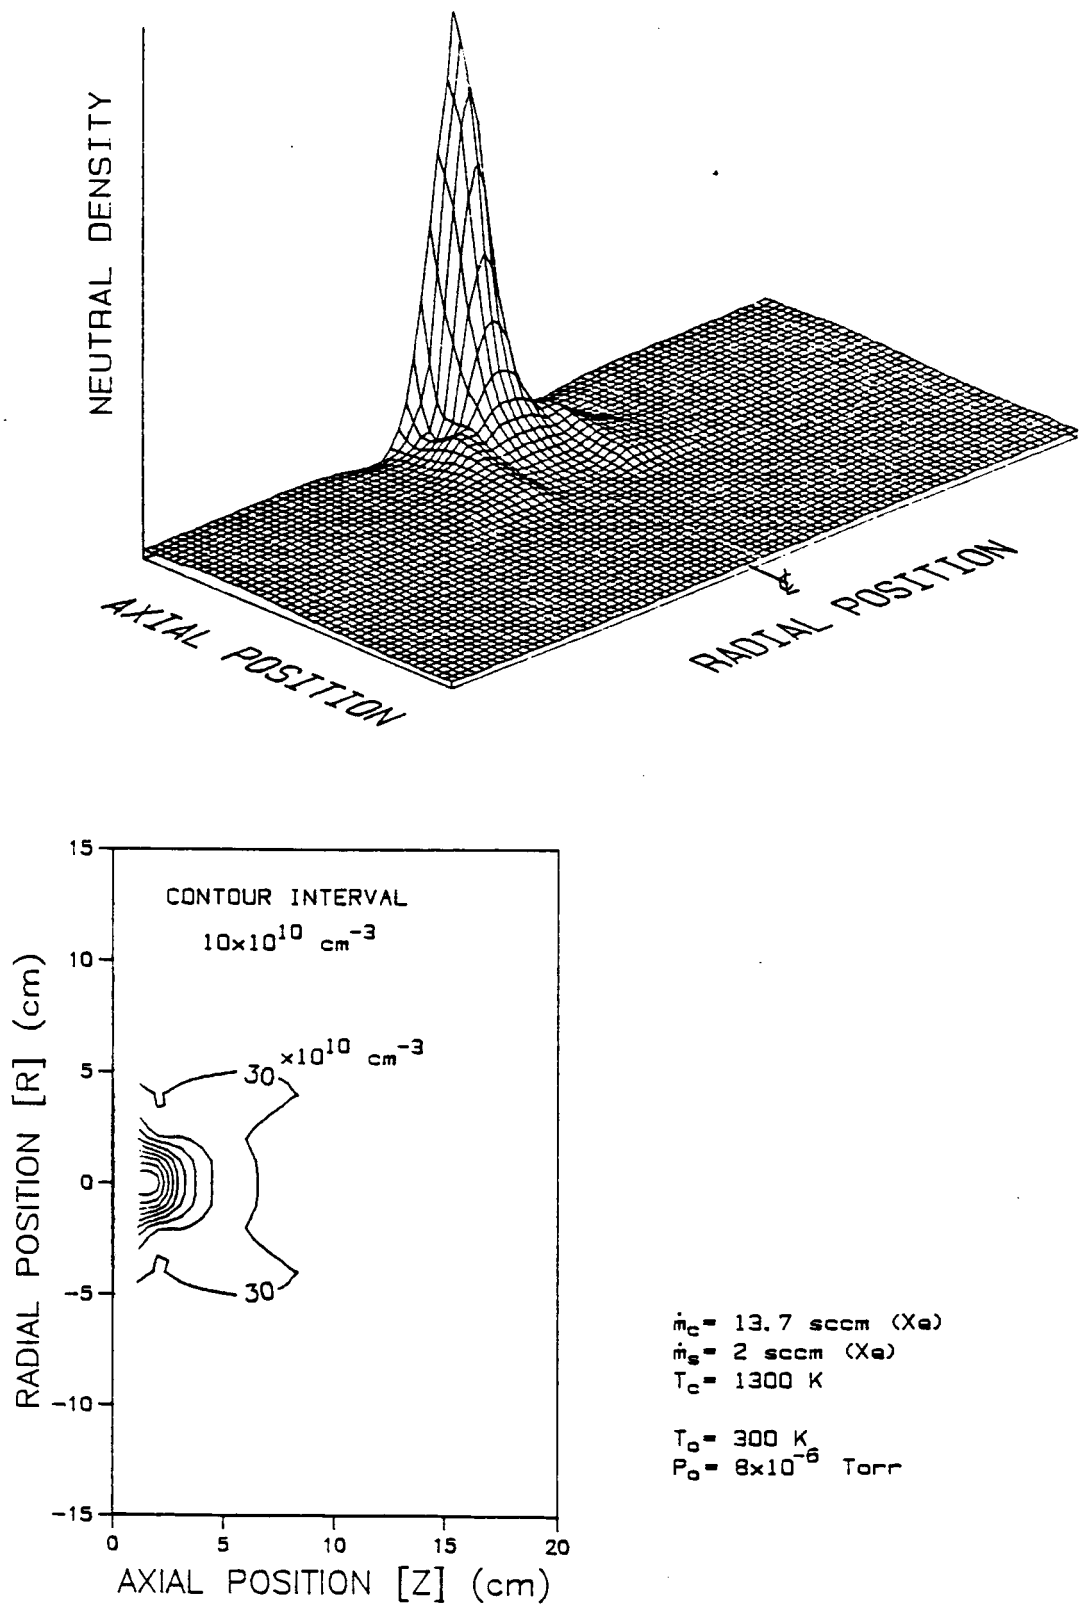 NEUTRAL DENSITY
AXIAL POSITION
℄
RADIAL POSITION
15
10
5
0
-5
-10
-15
RADIAL POSITION [R] (cm)
CONTOUR INTERVAL
10×10¹⁰ cm⁻³
30 ×10¹⁰ cm⁻³
30
0 5 10 15 20
AXIAL POSITION [Z] (cm)
ṁc= 13.7 sccm (Xe)
ṁs= 2 sccm (Xe)
Tc= 1300 K
To= 300 K
Po= 8×10⁻⁶ Torr